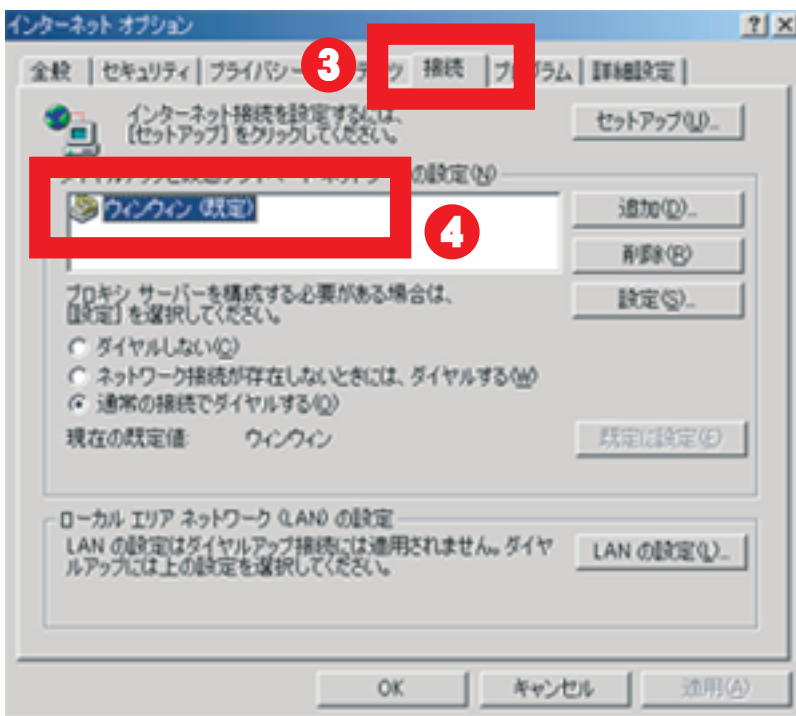 インターネット オプション
全般
セキュリティ
プライバシー
ツ
接続
プ
ラム
詳細設定
3
インターネット接続を設定するには、
[セットアップ] をクリックしてください。
セットアップ(U)...
の設定(N)
ウィンウィン (既定)
4
追加(D)...
削除(R)
プロキシ サーバーを構成する必要がある場合は、
[設定] を選択してください。
設定(S)...
ダイヤルしない(C)
ネットワーク接続が存在しないときには、ダイヤルする(W)
通常の接続でダイヤルする(O)
現在の既定値: ウィンウィン
既定に設定(E)
ローカル エリア ネットワーク (LAN) の設定
LAN の設定はダイヤルアップ接続には適用されません。ダイヤ
ルアップには上の設定を選択してください。
LAN の設定(L)...
OK
キャンセル
適用(A)